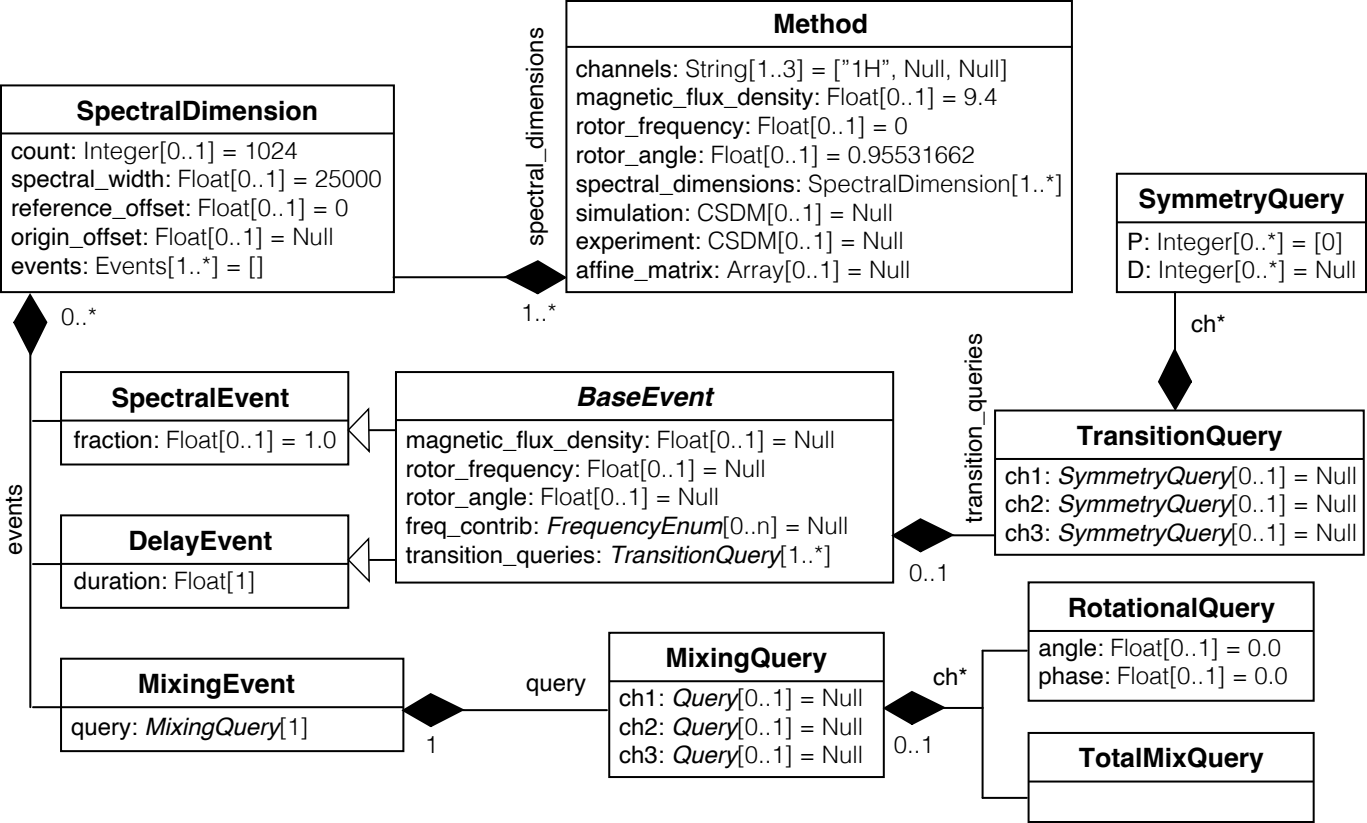 Method
channels: String[1..3] = ["1H", Null, Null]
magnetic_flux_density: Float[0..1] = 9.4
rotor_frequency: Float[0..1] = 0
rotor_angle: Float[0..1] = 0.95531662
spectral_dimensions: SpectralDimension[1..*]
simulation: CSDM[0..1] = Null
experiment: CSDM[0..1] = Null
affine_matrix: Array[0..1] = Null
spectral_dimensions
1..*
SpectralDimension
count: Integer[0..1] = 1024
spectral_width: Float[0..1] = 25000
reference_offset: Float[0..1] = 0
origin_offset: Float[0..1] = Null
events: Events[1..*] = []
0..*
events
SymmetryQuery
P: Integer[0..*] = [0]
D: Integer[0..*] = Null
ch*
SpectralEvent
fraction: Float[0..1] = 1.0
BaseEvent
magnetic_flux_density: Float[0..1] = Null
rotor_frequency: Float[0..1] = Null
rotor_angle: Float[0..1] = Null
freq_contrib: FrequencyEnum[0..n] = Null
transition_queries: TransitionQuery[1..*]
transition_queries
0..1
TransitionQuery
ch1: SymmetryQuery[0..1] = Null
ch2: SymmetryQuery[0..1] = Null
ch3: SymmetryQuery[0..1] = Null
DelayEvent
duration: Float[1]
MixingEvent
query: MixingQuery[1]
1
query
MixingQuery
ch1: Query[0..1] = Null
ch2: Query[0..1] = Null
ch3: Query[0..1] = Null
ch*
0..1
RotationalQuery
angle: Float[0..1] = 0.0
phase: Float[0..1] = 0.0
TotalMixQuery